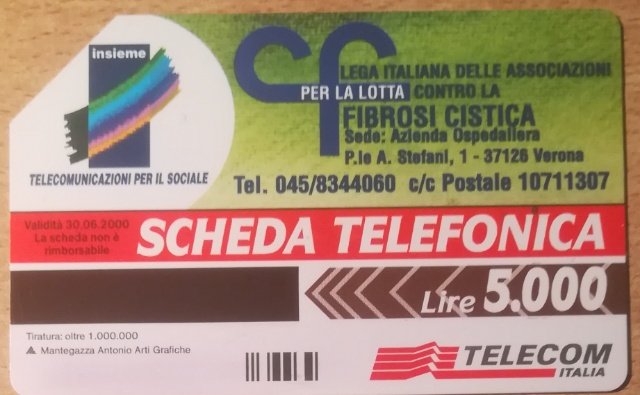 insieme
TELECOMUNICAZIONI PER IL SOCIALE
cf
LEGA ITALIANA DELLE ASSOCIAZIONI
PER LA LOTTA CONTRO LA
FIBROSI CISTICA
Sede: Azienda Ospedaliera
P.le A. Stefani, 1 - 37126 Verona
Tel. 045/8344060 c/c Postale 10711307
Validità 30.06.2000
La scheda non è
rimborsabile
SCHEDA TELEFONICA
Lire 5.000
Tiratura: oltre 1.000.000
▲ Mantegazza Antonio Arti Grafiche
TELECOM
ITALIA